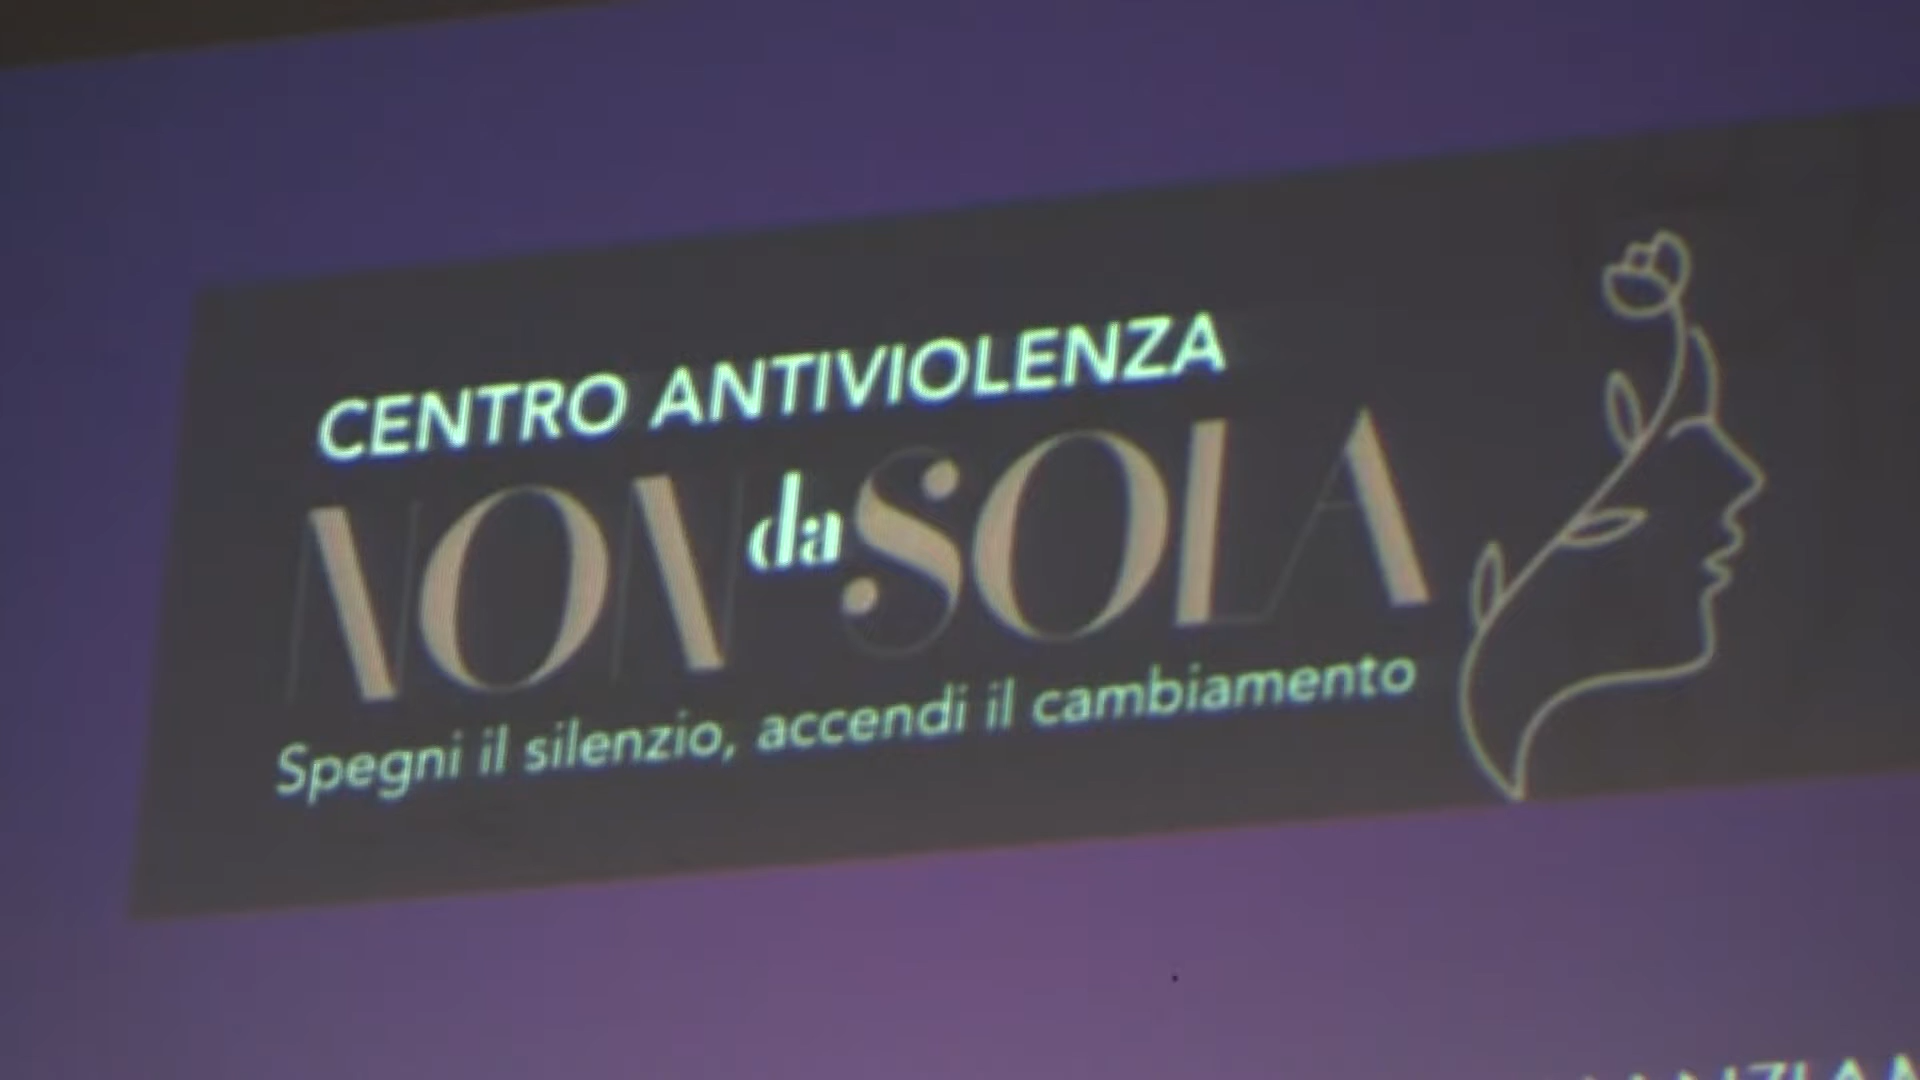 CENTRO ANTIVIOLENZA
NON da SOLA
Spegni il silenzio, accendi il cambiamento